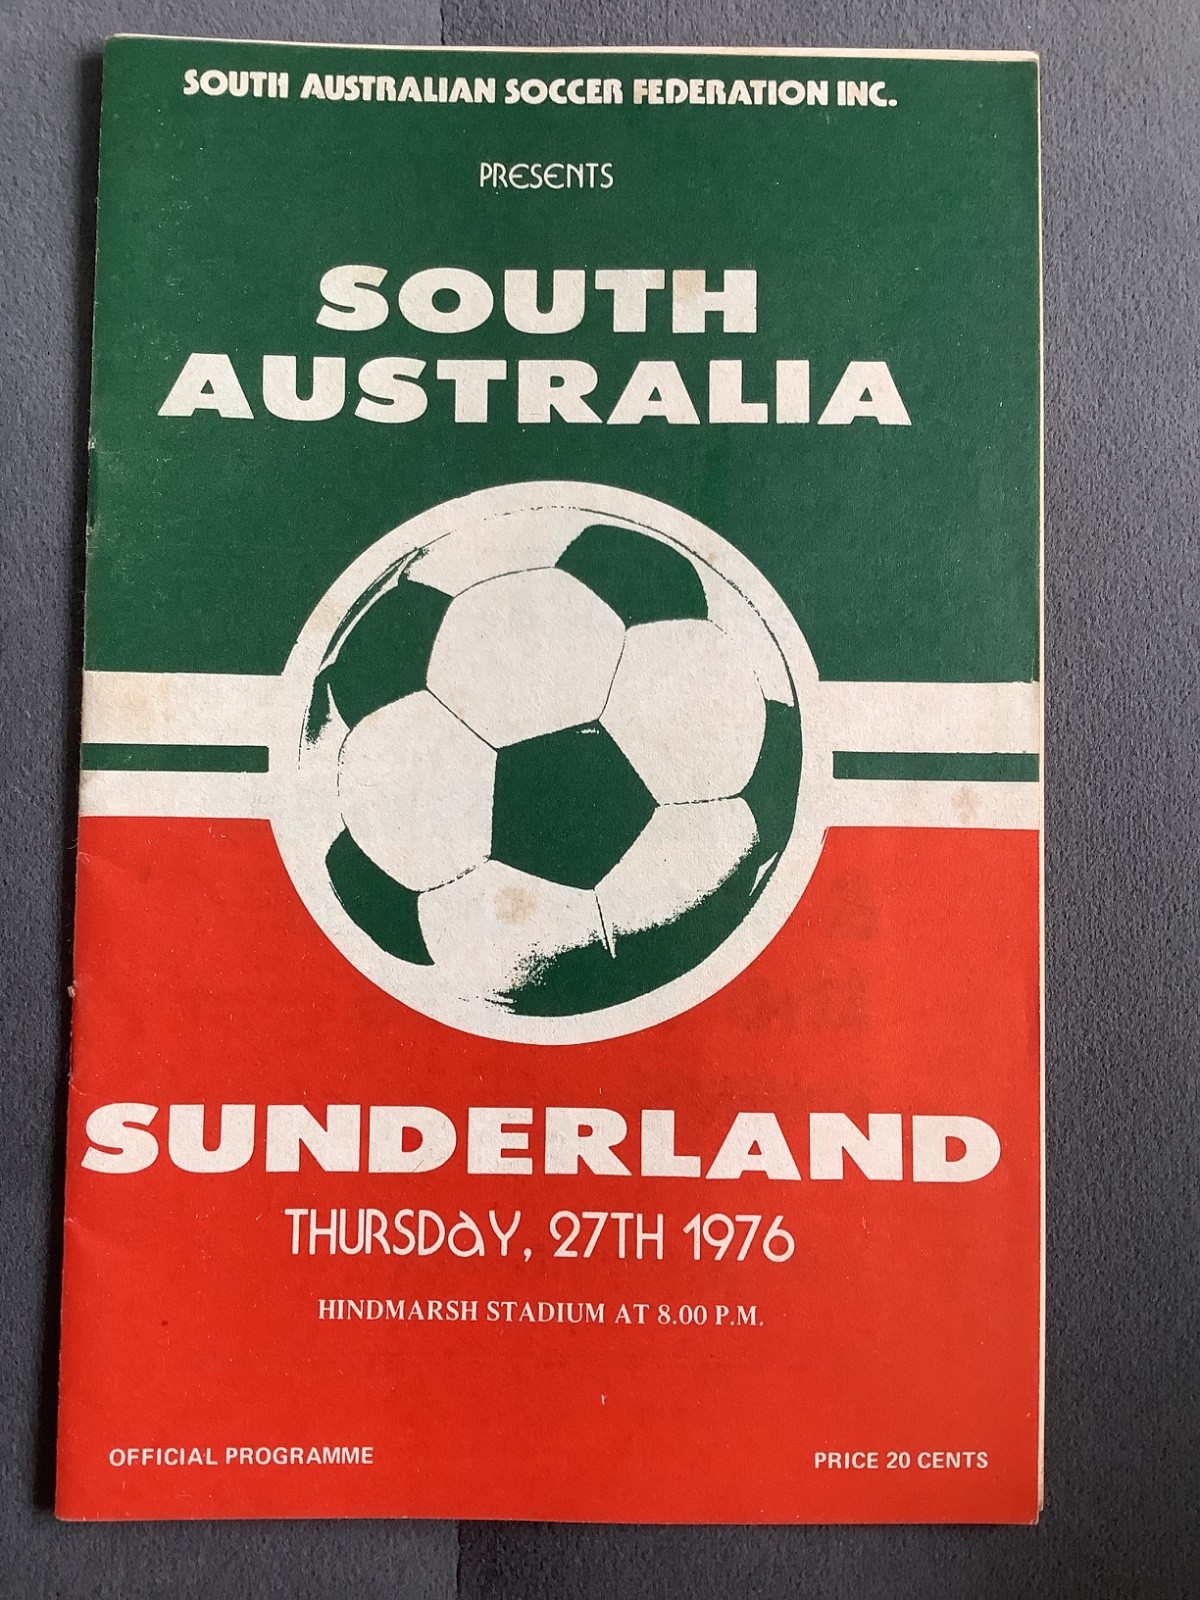 SOUTH AUSTRALIAN SOCCER FEDERATION INC.
PRESENTS
SOUTH
AUSTRALIA
SUNDERLAND
THURSDAY, 27TH 1976
HINDMARSH STADIUM AT 8.00 P.M.
OFFICIAL PROGRAMME
PRICE 20 CENTS